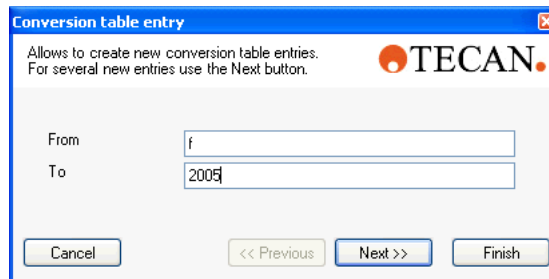 Conversion table entry
Allows to create new conversion table entries.
For several new entries use the Next button.
TECAN.
From
f
To
2005
Cancel
<< Previous
Next >>
Finish